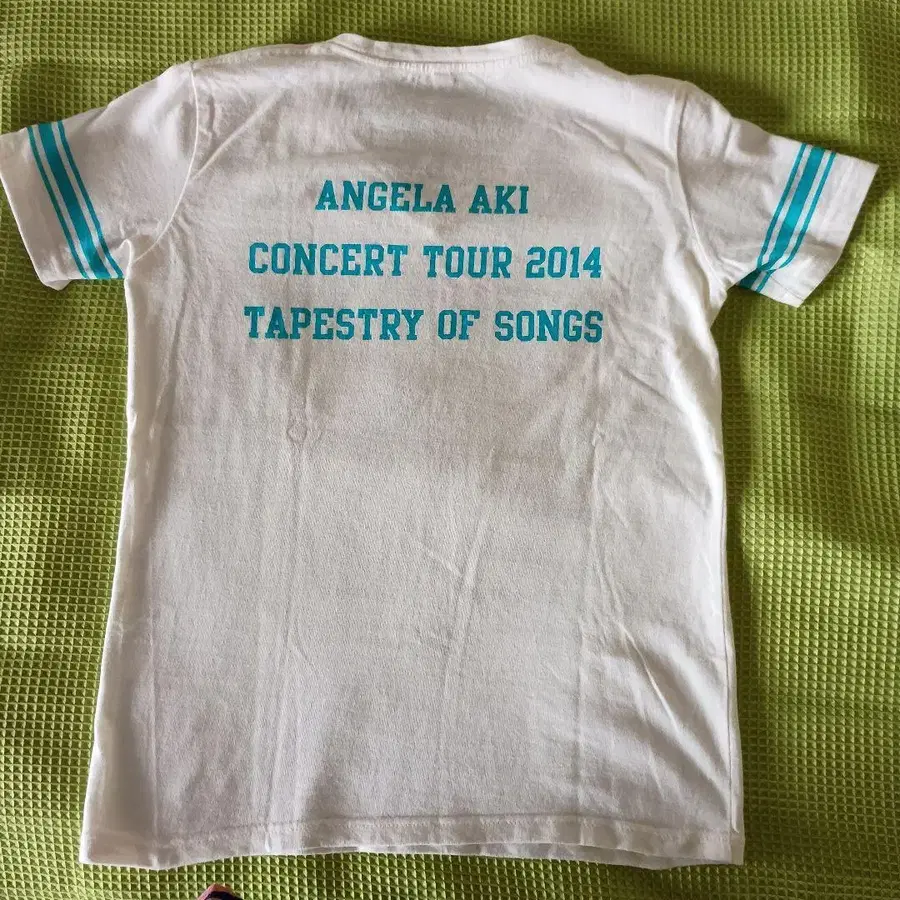 ANGELA AKI
CONCERT TOUR 2014
TAPESTRY OF SONGS